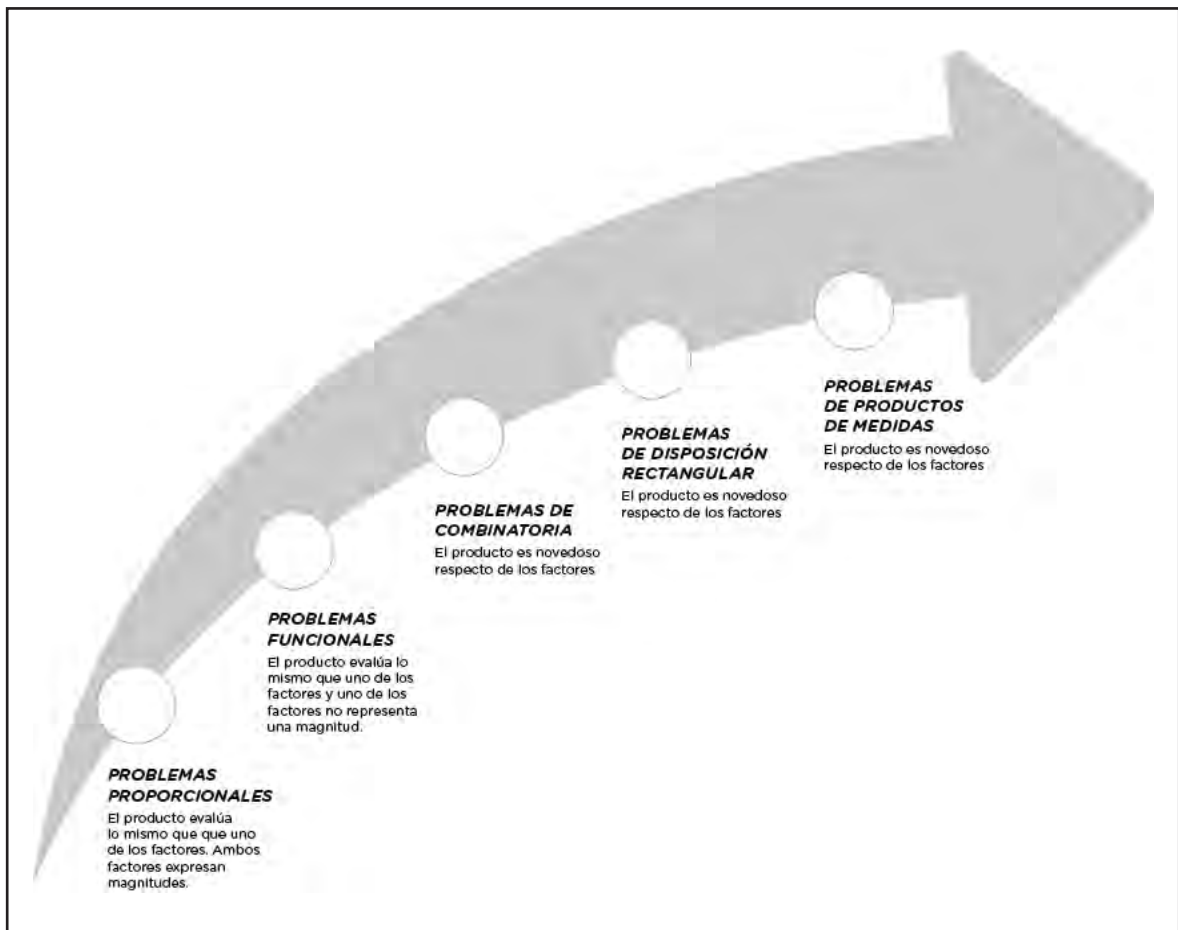 PROBLEMAS
PROPORCIONALES
El producto evalúa
lo mismo que que uno
de los factores. Ambos
factores expresan
magnitudes.
PROBLEMAS
FUNCIONALES
El producto evalúa lo
mismo que uno de los
factores y uno de los
factores no representa
una magnitud.
PROBLEMAS DE
COMBINATORIA
El producto es novedoso
respecto de los factores
PROBLEMAS
DE DISPOSICIÓN
RECTANGULAR
El producto es novedoso
respecto de los factores
PROBLEMAS
DE PRODUCTOS
DE MEDIDAS
El producto es novedoso
respecto de los factores